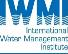 IWMI
International
Water Management
Institute